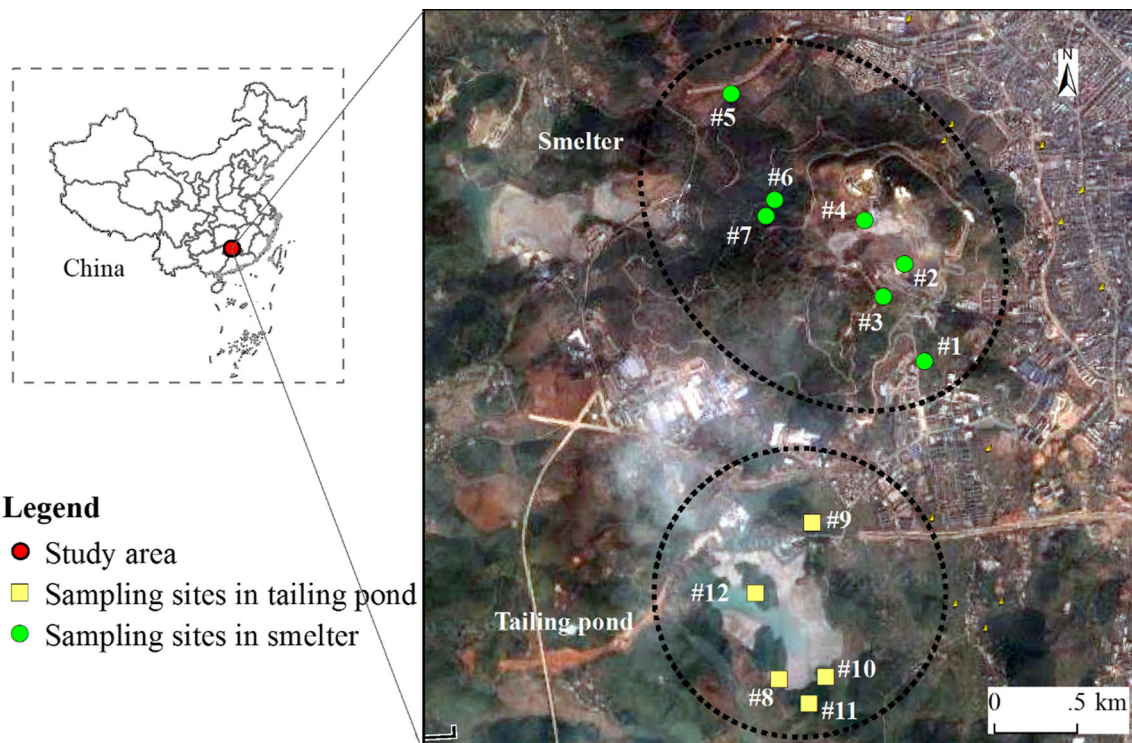 China
Legend
Study area
Sampling sites in tailing pond
Sampling sites in smelter
N
#5
Smelter
#6
#4
#7
#2
#3
#1
#9
#12
Tailing pond
#10
#8
#11
0 .5 km